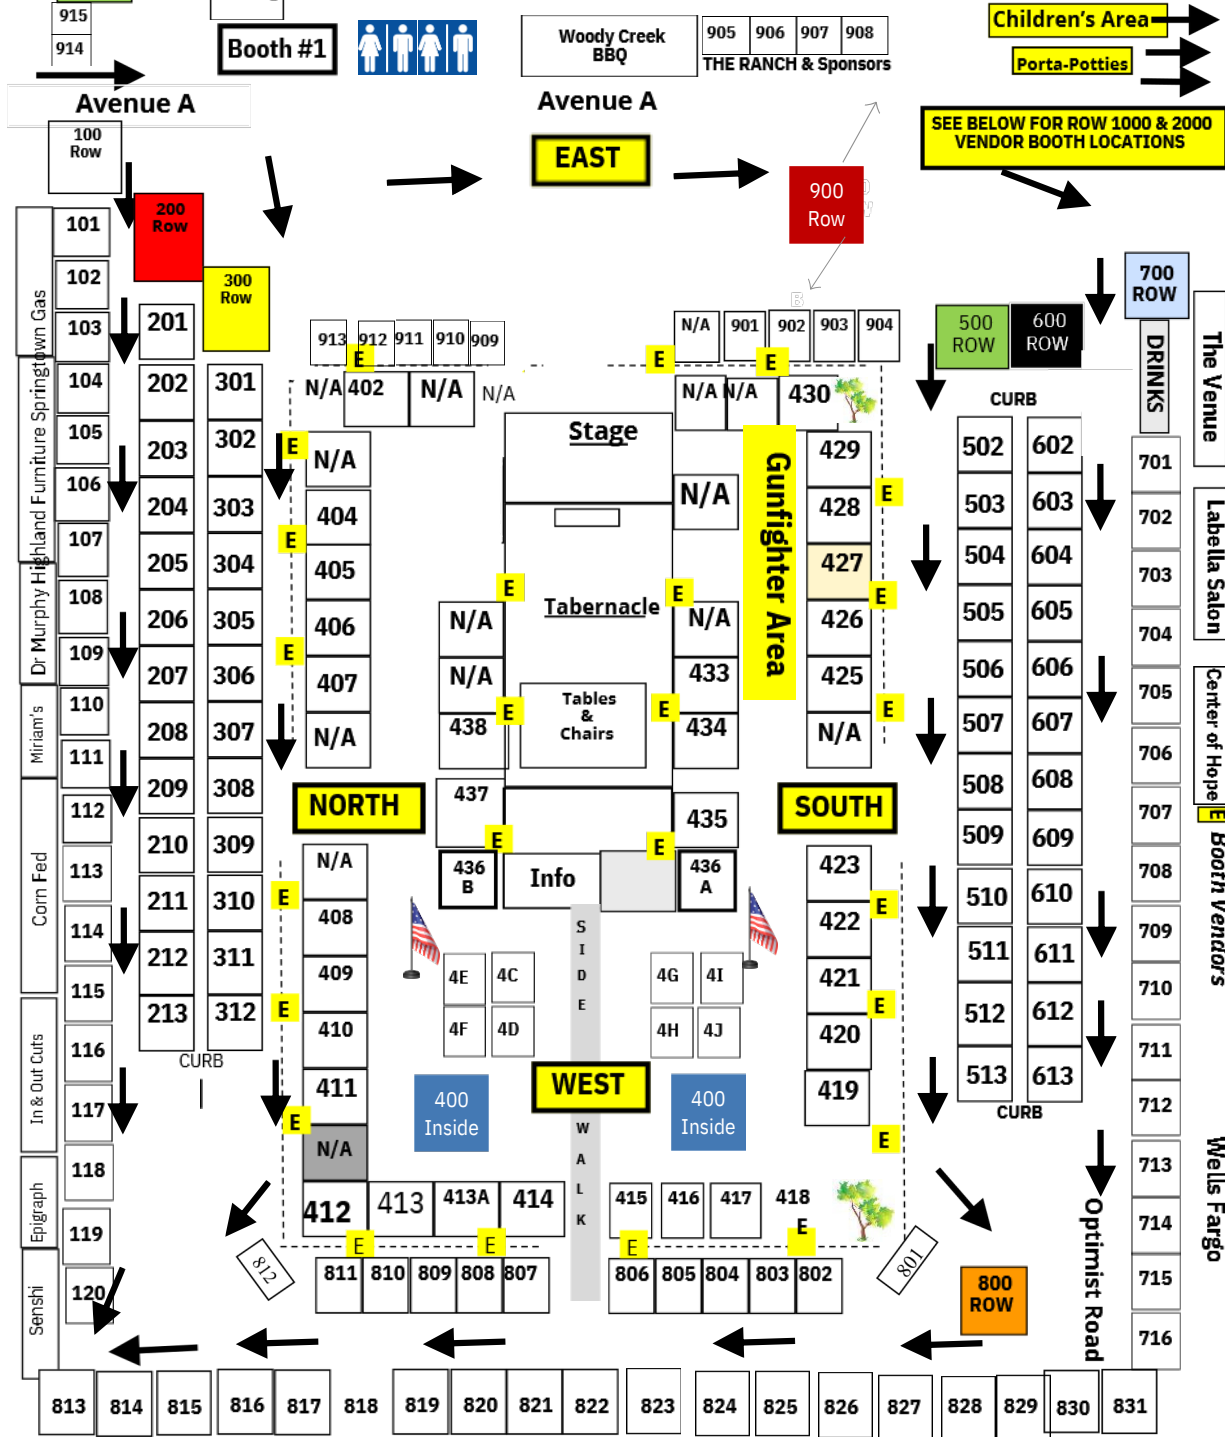 915
914
Booth #1
Woody Creek
BBQ
905
906
907
908
THE RANCH & Sponsors
Children's Area
Porta-Potties
Avenue A
Avenue A
SEE BELOW FOR ROW 1000 & 2000
VENDOR BOOTH LOCATIONS
EAST
100
Row
200
Row
300
Row
900
Row
B
500
ROW
600
ROW
700
ROW
DRINKS
CURB
Springtown Gas
Highland Furniture
Dr Murphy
Miriam's
Corn Fed
In & Out Cuts
Epigraph
Senshi
101
102
103
104
105
106
107
108
109
110
111
112
113
114
115
116
117
118
119
120
201
202
203
204
205
206
207
208
209
210
211
212
213
CURB
301
302
303
304
305
306
307
308
309
310
311
312
913
912
911
910
909
E
N/A
402
N/A
N/A
E
N/A
404
E
405
406
E
407
N/A
NORTH
N/A
E
408
409
E
410
411
E
N/A
412
413
413A
414
E
E
Stage
Tabernacle
Tables
&
Chairs
E
N/A
N/A
E
438
437
E
436
B
Info
436
A
E
435
434
E
433
N/A
E
N/A
N/A
901
902
903
904
E
E
N/A
N/A
430
Gunfighter Area
429
428
E
427
E
426
425
E
N/A
SOUTH
423
E
422
421
E
420
419
E
4E
4C
4F
4D
4G
4I
4H
4J
SIDE
WALK
WEST
400
Inside
400
Inside
415
416
417
418
E
E
812
811
810
809
808
807
806
805
804
803
802
801
800
ROW
502
503
504
505
506
507
508
509
510
511
512
513
602
603
604
605
606
607
608
609
610
611
612
613
CURB
Optimist Road
701
702
703
704
705
706
707
708
709
710
711
712
713
714
715
716
The Venue
Labella Salon
Center of Hope
E
Booth Vendors
Wells Fargo
813
814
815
816
817
818
819
820
821
822
823
824
825
826
827
828
829
830
831